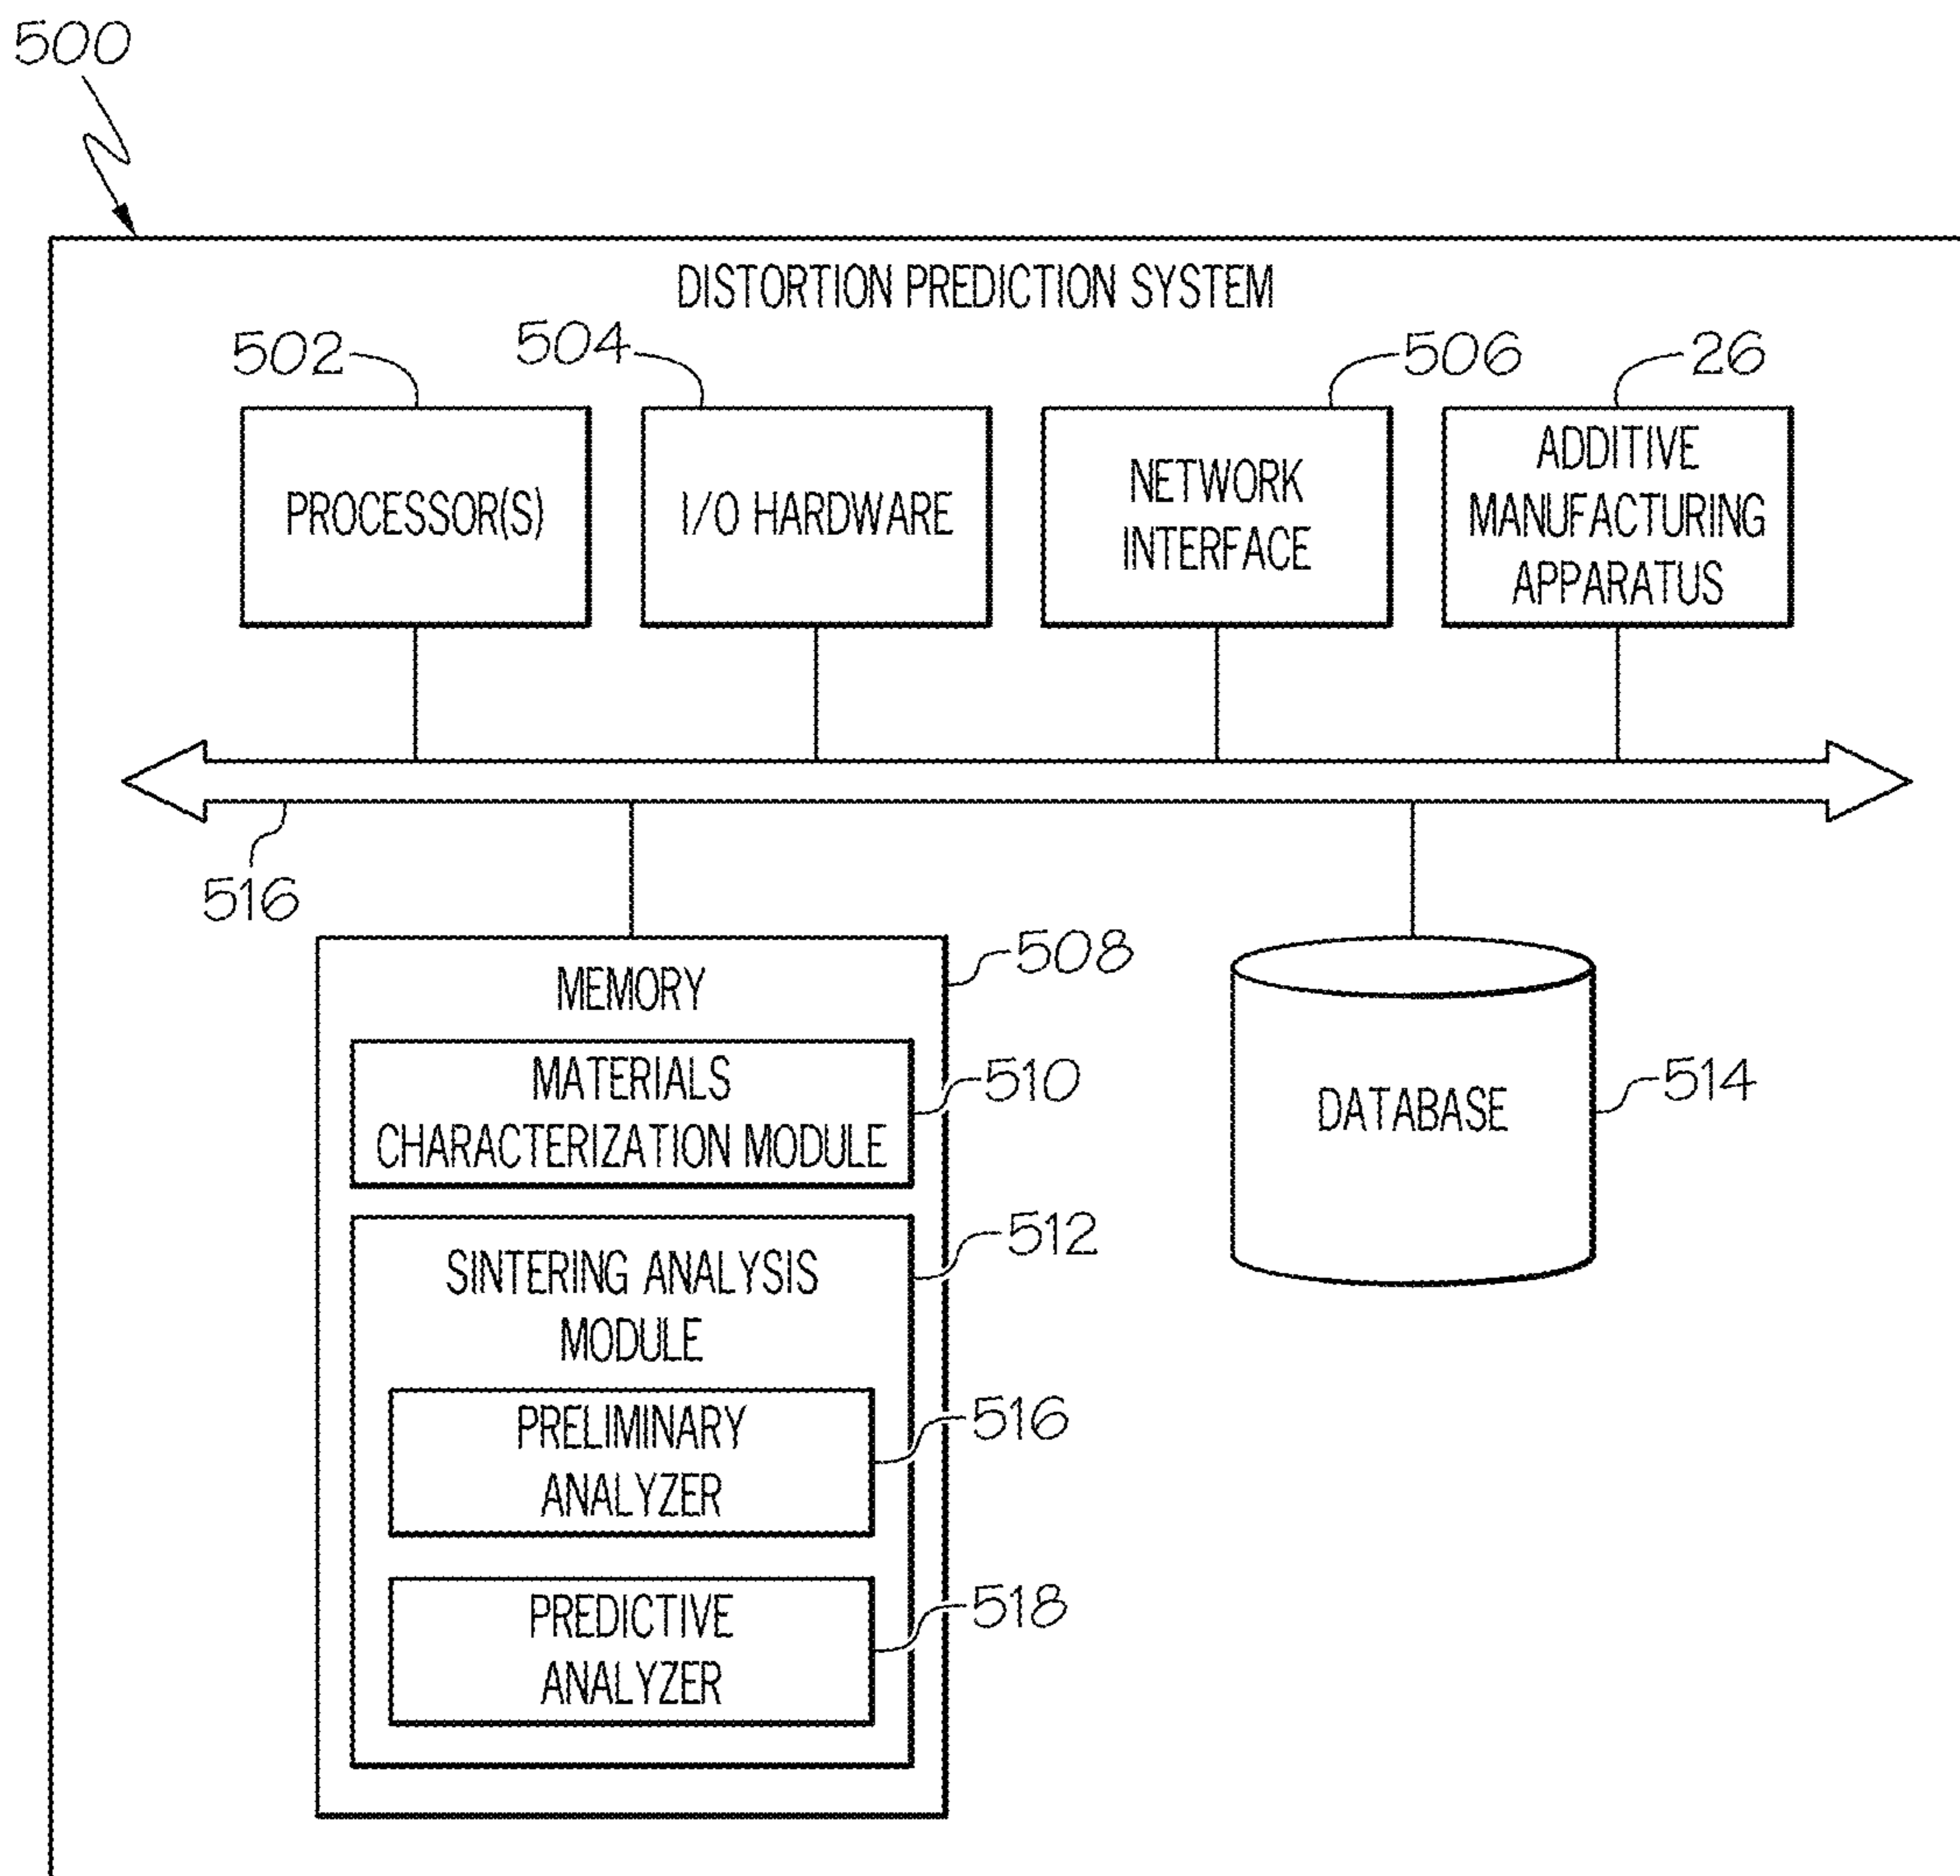 500
DISTORTION PREDICTION SYSTEM
502
504
506
26
PROCESSOR(S)
I/O HARDWARE
NETWORK
INTERFACE
ADDITIVE
MANUFACTURING
APPARATUS
516
MEMORY
508
MATERIALS
CHARACTERIZATION MODULE
510
SINTERING ANALYSIS
MODULE
512
PRELIMINARY
ANALYZER
516
PREDICTIVE
ANALYZER
518
DATABASE
514